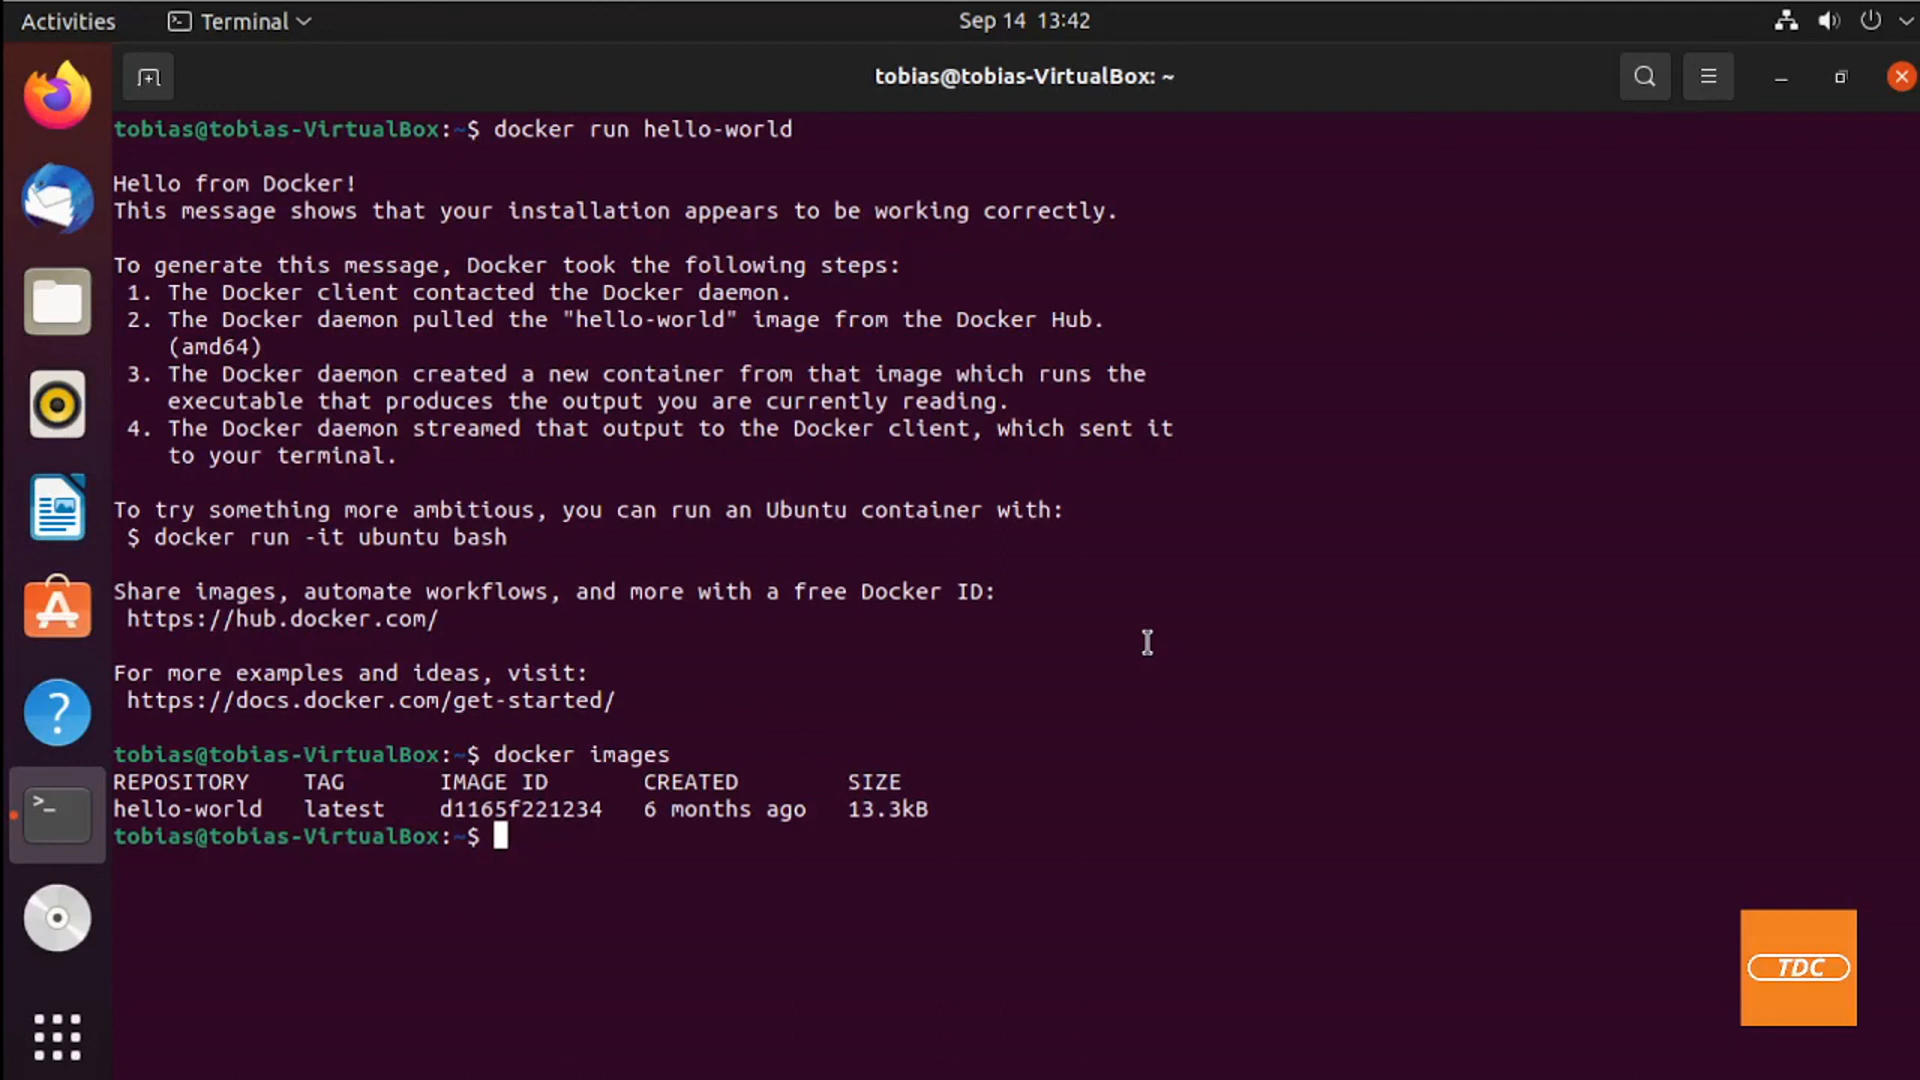 Activities
Terminal
Sep 14 13:42
tobias@tobias-VirtualBox: ~
tobias@tobias-VirtualBox:~$ docker run hello-world
Hello from Docker!
This message shows that your installation appears to be working correctly.
To generate this message, Docker took the following steps:
1. The Docker client contacted the Docker daemon.
2. The Docker daemon pulled the "hello-world" image from the Docker Hub.
(amd64)
3. The Docker daemon created a new container from that image which runs the
executable that produces the output you are currently reading.
4. The Docker daemon streamed that output to the Docker client, which sent it
to your terminal.
To try something more ambitious, you can run an Ubuntu container with:
$ docker run -it ubuntu bash
Share images, automate workflows, and more with a free Docker ID:
https://hub.docker.com/
For more examples and ideas, visit:
https://docs.docker.com/get-started/
tobias@tobias-VirtualBox:~$ docker images
REPOSITORY TAG IMAGE ID CREATED SIZE
hello-world latest d1165f221234 6 months ago 13.3kB
tobias@tobias-VirtualBox:~$
TDC